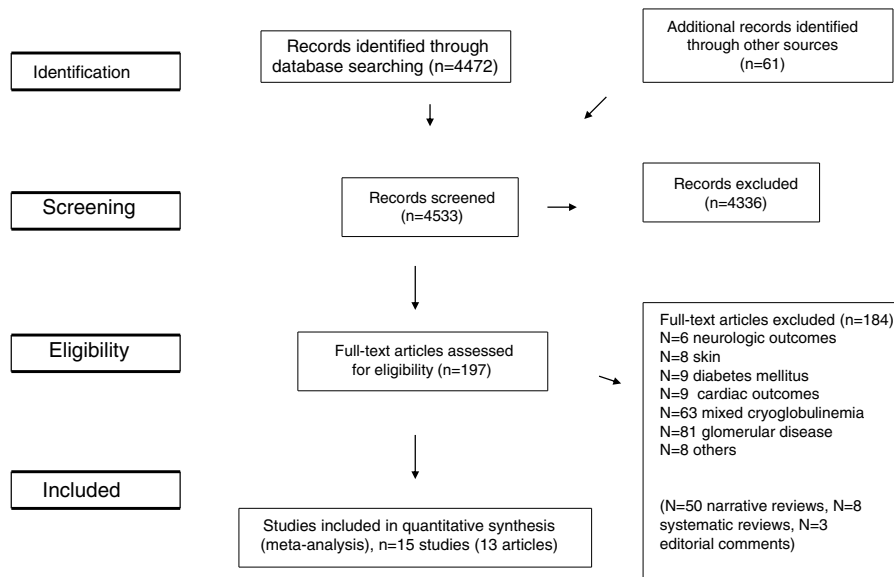 Identification
Records identified through
database searching (n=4472)
Additional records identified
through other sources
(n=61)
Screening
Records screened
(n=4533)
Records excluded
(n=4336)
Eligibility
Full-text articles assessed
for eligibility (n=197)
Full-text articles excluded (n=184)
N=6 neurologic outcomes
N=8 skin
N=9 diabetes mellitus
N=9 cardiac outcomes
N=63 mixed cryoglobulinemia
N=81 glomerular disease
N=8 others
(N=50 narrative reviews, N=8
systematic reviews, N=3
editorial comments)
Included
Studies included in quantitative synthesis
(meta-analysis), n=15 studies (13 articles)